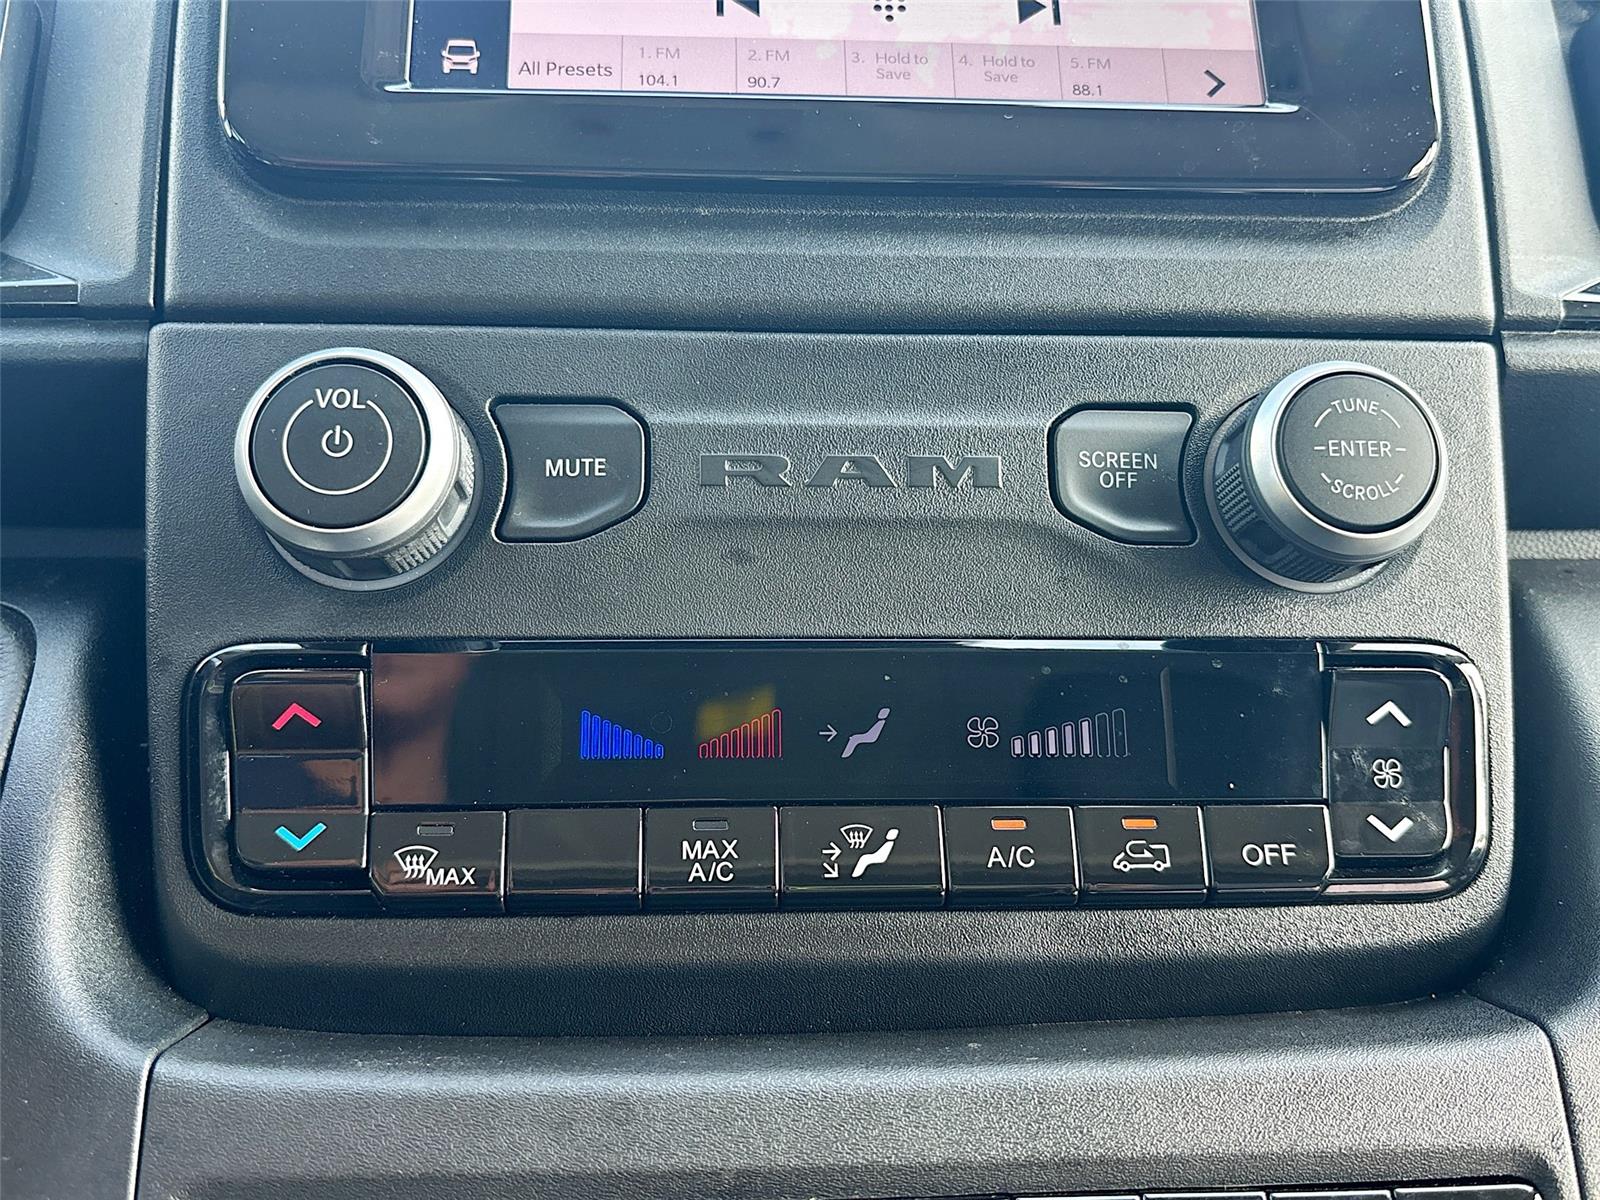 All Presets
1. FM
104.1
2. FM
90.7
3. Hold to
Save
4. Hold to
Save
5. FM
88.1
VOL
MUTE
RAM
SCREEN
OFF
TUNE
ENTER
SCROLL
MAX
MAX
A/C
A/C
OFF